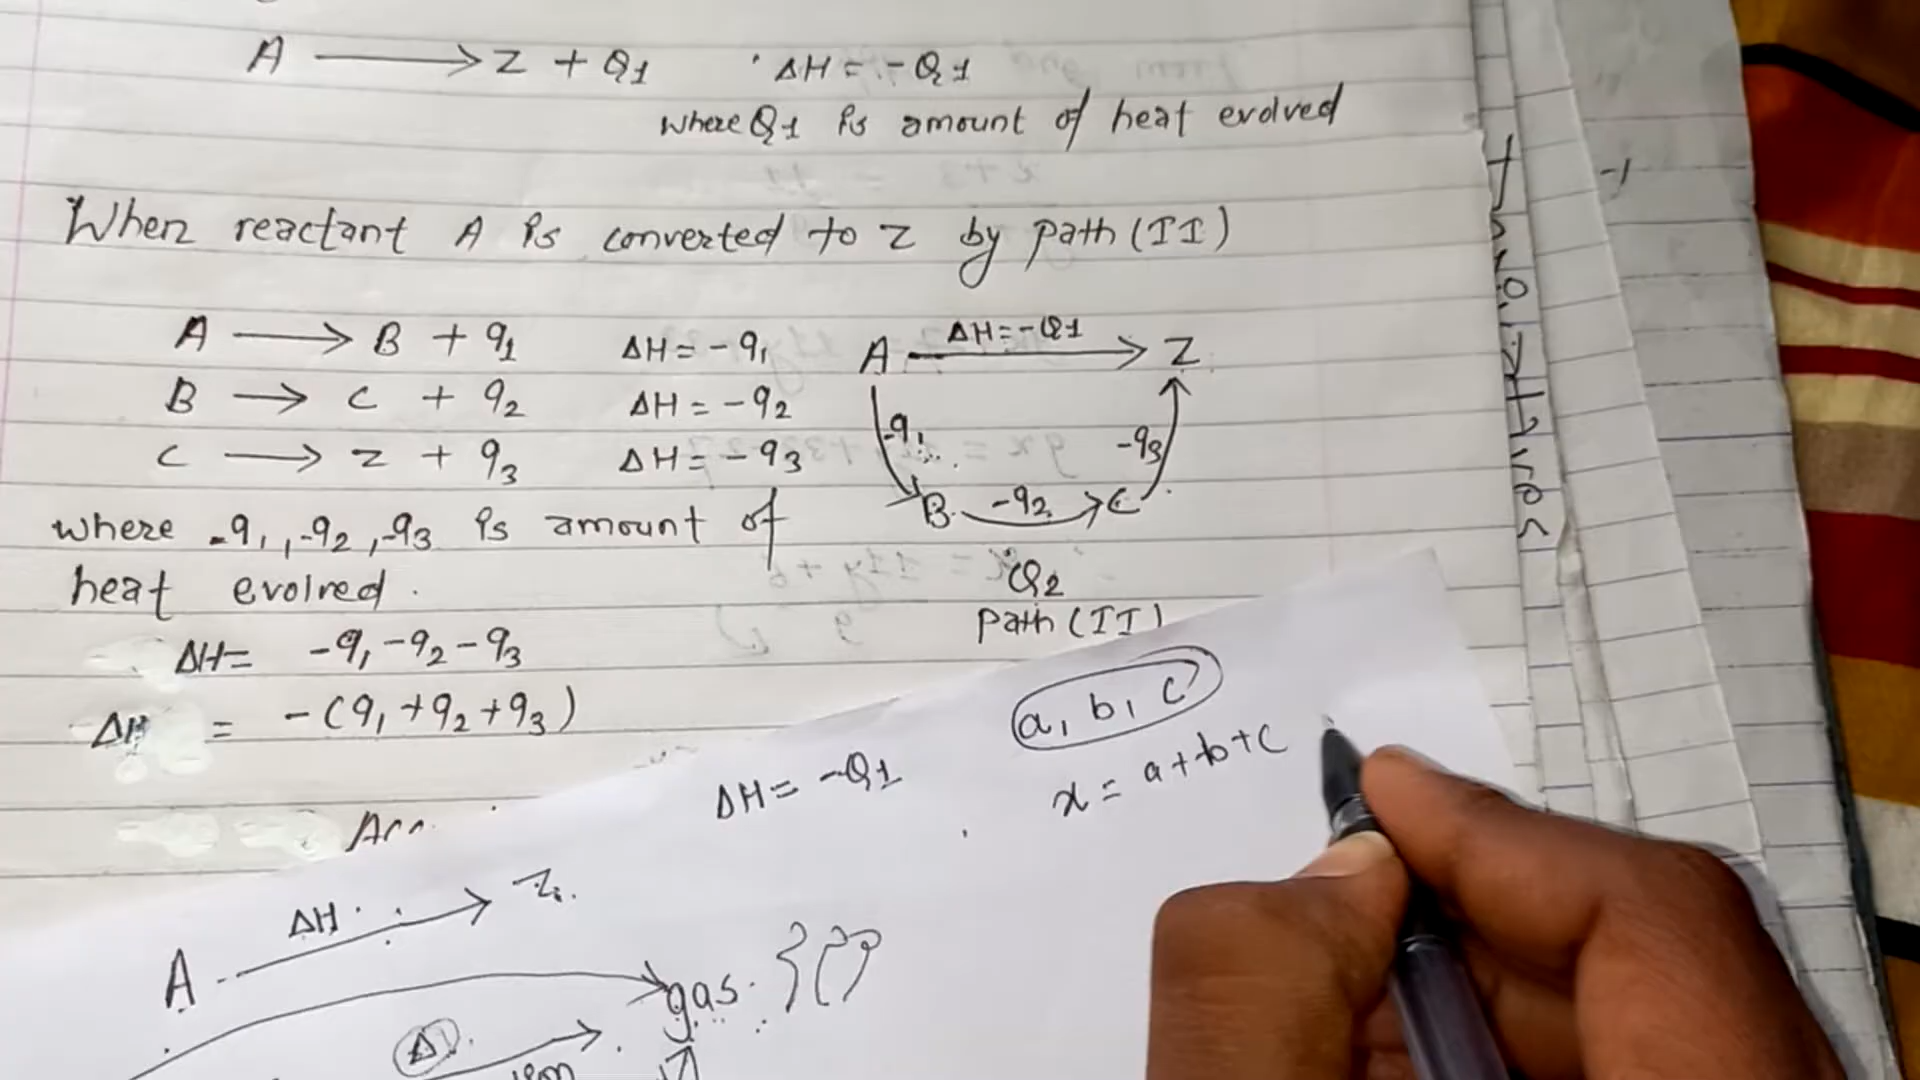 A ⟶ Z + Q1 ΔH = -Q1
where Q1 is amount of heat evolved
When reactant A is converted to Z by path (II)
A ⟶ B + q1 ΔH = -q1
B ⟶ C + q2 ΔH = -q2
C ⟶ Z + q3 ΔH = -q3
A ΔH = -Q1 ⟶ Z
-q1 -q3
B -q2 ⟶ C
where -q1, -q2, -q3 is amount of
heat evolved.
Q2
path (II)
ΔH = -q1 - q2 - q3
ΔH = -(q1 + q2 + q3)
a, b, c
ΔH = -Q1
x = a + b + c
A ΔH ⟶ Z
gas
Δ